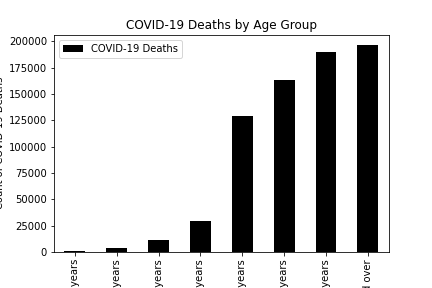 COVID-19 Deaths by Age Group
COVID-19 Deaths
200000
175000
150000
125000
100000
75000
50000
25000
0
Count of COVID-19 Deaths
years
years
years
years
years
years
years
over